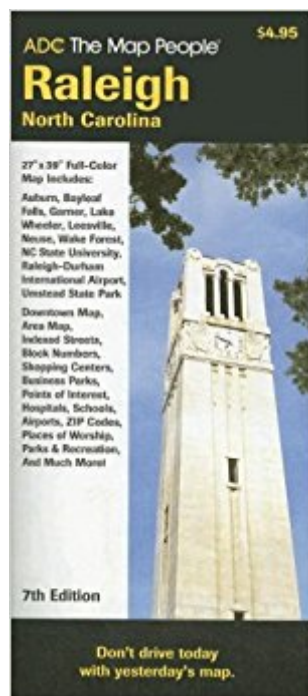 $4.95
ADC The Map People®
Raleigh
North Carolina
27"x 39" Full-Color
Map Includes:
Auburn, Bayleaf
Falls, Garner, Lake
Wheeler, Leesville,
Neuse, Wake Forest,
NC State University,
Raleigh-Durham
International Airport,
Umstead State Park
Downtown Map,
Area Map,
Indexed Streets,
Block Numbers,
Shopping Centers,
Business Parks,
Points of Interest,
Hospitals, Schools,
Airports, ZIP Codes,
Places of Worship,
Parks & Recreation,
And Much More!
7th Edition
Don't drive today
with yesterday's map.